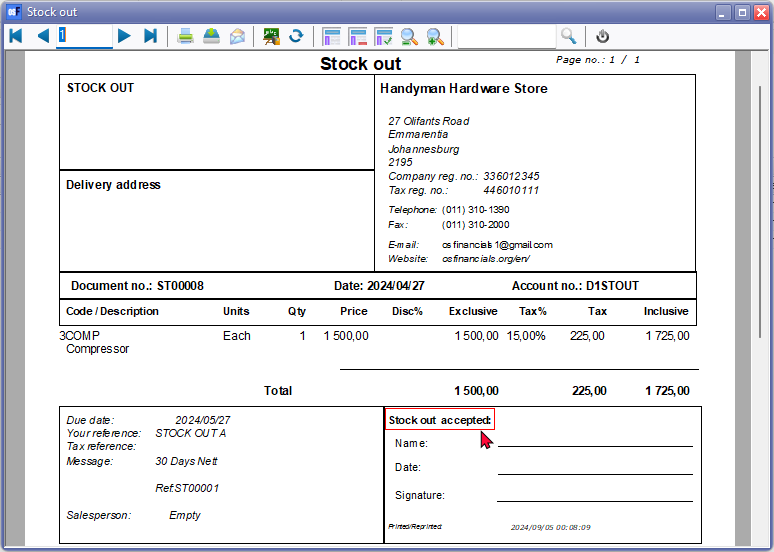 Stock out
1
Stock out
Page no.: 1 / 1
STOCK OUT
Handyman Hardware Store
27 Olifants Road
Emmarentia
Johannesburg
2195
Company reg. no.: 336012345
Tax reg. no.: 446010111
Telephone: (011) 310-1390
Fax: (011) 310-2000
E-mail: osfinancials1@gmail.com
Website: osfinancials.org/en/
Delivery address
Document no.: ST00008 Date: 2024/04/27 Account no.: D1STOUT
Code / Description Units Qty Price Disc% Exclusive Tax% Tax Inclusive
3COMP Each 1 1 500,00 1 500,00 15,00% 225,00 1 725,00
Compressor
Total 1 500,00 225,00 1 725,00
Due date: 2024/05/27
Your reference: STOCK OUT A
Tax reference:
Message: 30 Days Nett
Ref:ST00001
Salesperson: Empty
Stock out accepted:
Name:
Date:
Signature:
Printed/Reprinted: 2024/09/05 00:08:09